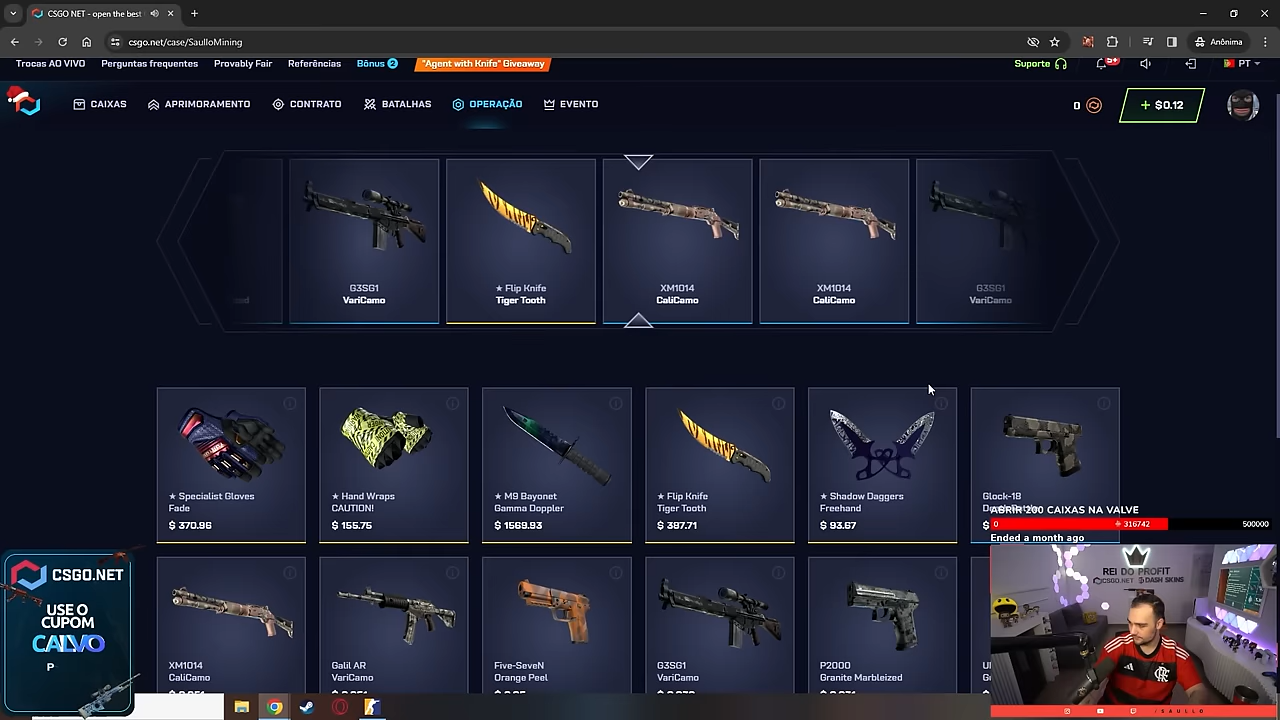 CSGO NET - open the best
csgo.net/case/SaulloMining
Anônima
Trocas AO VIVO
Perguntas frequentes
Provably Fair
Referências
Bônus 2
"Agent with Knife" Giveaway
Suporte
5+
PT
CAIXAS
APRIMORAMENTO
CONTRATO
BATALHAS
OPERAÇÃO
EVENTO
0
+ $0.12
G3SG1
VariCamo
★ Flip Knife
Tiger Tooth
XM1014
CaliCamo
XM1014
CaliCamo
G3SG1
VariCamo
★ Specialist Gloves
Fade
$ 370.96
★ Hand Wraps
CAUTION!
$ 155.75
★ M9 Bayonet
Gamma Doppler
$ 1569.93
★ Flip Knife
Tiger Tooth
$ 387.71
★ Shadow Daggers
Freehand
$ 93.67
Glock-18
$
ABRIR 200 CAIXAS NA VALVE
0
316742
500000
Ended a month ago
XM1014
CaliCamo
Galil AR
VariCamo
Five-SeveN
Orange Peel
G3SG1
VariCamo
P2000
Granite Marbleized
CSGO.NET
USE O
CUPOM
CALVO
P
REI DO PROFIT
CSGO.NET
DASH SKINS
/ S A U L L O